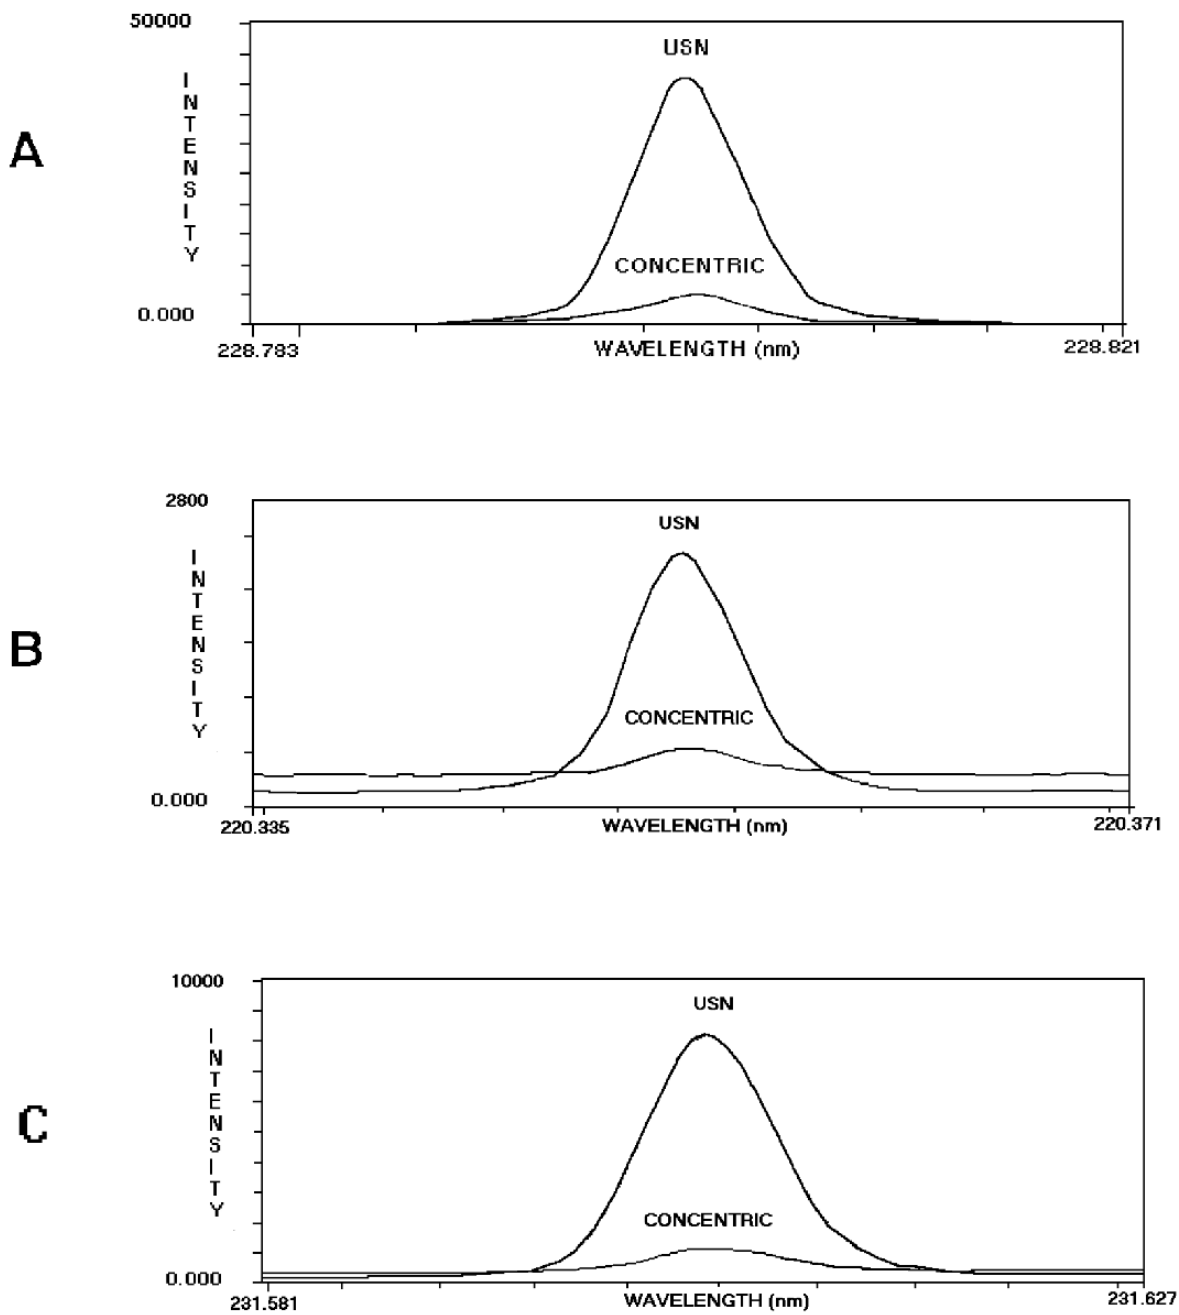 50000
USN
INTENSITY
A
CONCENTRIC
0.000
228.783
WAVELENGTH (nm)
228.821
2800
USN
INTENSITY
B
CONCENTRIC
0.000
220.335
WAVELENGTH (nm)
220.371
10000
USN
INTENSITY
C
CONCENTRIC
0.000
231.581
WAVELENGTH (nm)
231.627